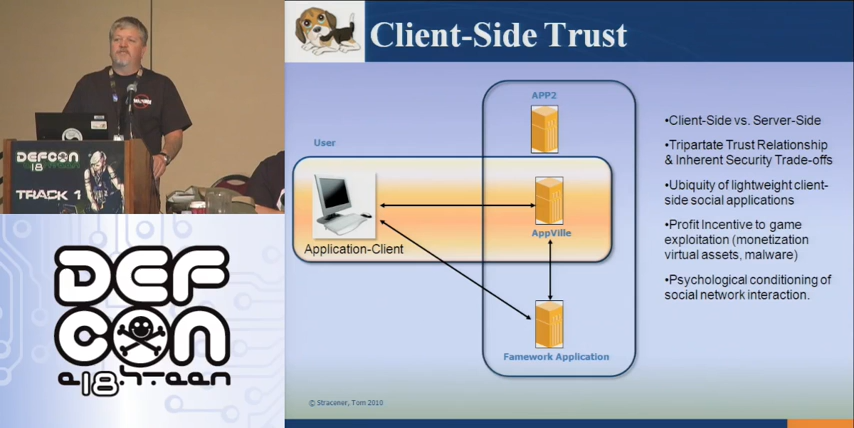 DEFCON
18
TRACK 1
DEF
CON
e18hteen
Client-Side Trust
APP2
User
AppVille
Application-Client
Famework Application
•Client-Side vs. Server-Side
•Tripartate Trust Relationship
& Inherent Security Trade-offs
•Ubiquity of lightweight client-
side social applications
•Profit Incentive to game
exploitation (monetization
virtual assets, malware)
•Psychological conditioning of
social network interaction.
© Stracener, Tom 2010